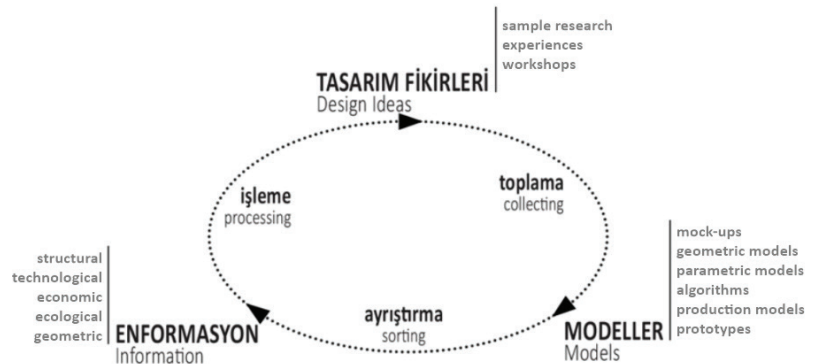 sample research
experiences
workshops
TASARIM FİKİRLERİ
Design Ideas
işleme
processing
toplama
collecting
structural
technological
economic
ecological
geometric
ENFORMASYON
Information
ayrıştırma
sorting
mock-ups
geometric models
parametric models
algorithms
production models
prototypes
MODELLER
Models